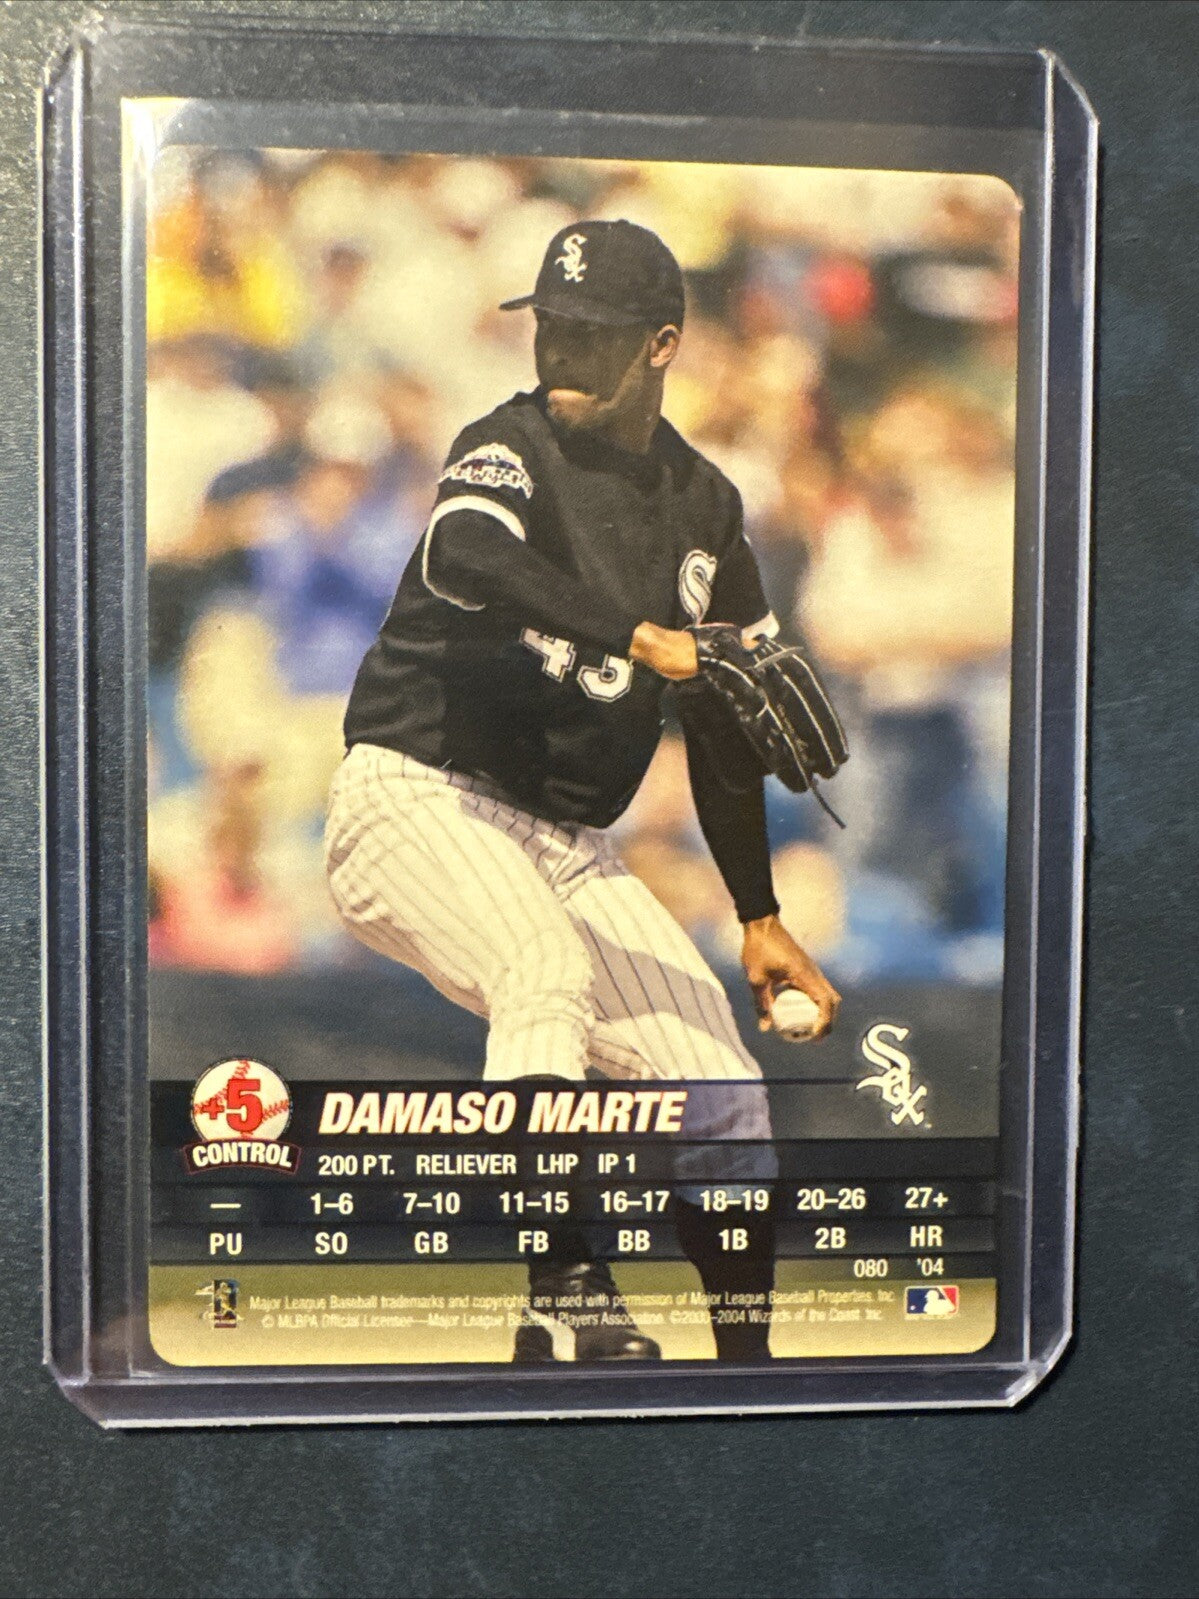 Sox
S
43
Sox
+5
CONTROL
DAMASO MARTE
200 PT. RELIEVER LHP IP 1
— 1–6 7–10 11–15 16–17 18–19 20–26 27+
PU SO GB FB BB 1B 2B HR
080 '04
Major League Baseball trademarks and copyrights are used with permission of Major League Baseball Properties, Inc.
© MLBPA Official Licensee—Major League Baseball Players Association. ©2000–2004 Wizards of the Coast, Inc.